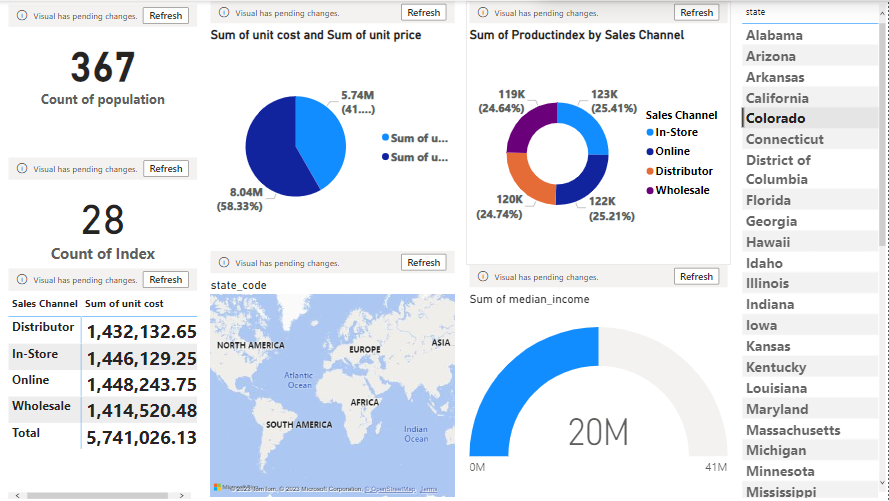 Visual has pending changes. Refresh
367
Count of population
Visual has pending changes. Refresh
28
Count of Index
Visual has pending changes. Refresh
Sales Channel Sum of unit cost
Distributor 1,432,132.65
In-Store 1,446,129.25
Online 1,448,243.75
Wholesale 1,414,520.48
Total 5,741,026.13
Visual has pending changes. Refresh
Sum of unit cost and Sum of unit price
5.74M
(41....)
8.04M
(58.33%)
Sum of u...
Sum of u...
Visual has pending changes. Refresh
state_code
NORTH AMERICA
EUROPE
ASIA
Atlantic
Ocean
AFRICA
SOUTH AMERICA
Indian
Ocean
Microsoft
© 2023 TomTom, © 2023 Microsoft Corporation, © OpenStreetMap Terms
Visual has pending changes. Refresh
Sum of Productindex by Sales Channel
119K
(24.64%)
123K
(25.41%)
120K
(24.74%)
122K
(25.21%)
Sales Channel
In-Store
Online
Distributor
Wholesale
Visual has pending changes. Refresh
Sum of median_income
20M
0M
41M
state
Alabama
Arizona
Arkansas
California
Colorado
Connecticut
District of
Columbia
Florida
Georgia
Hawaii
Idaho
Illinois
Indiana
Iowa
Kansas
Kentucky
Louisiana
Maryland
Massachusetts
Michigan
Minnesota
Mississippi